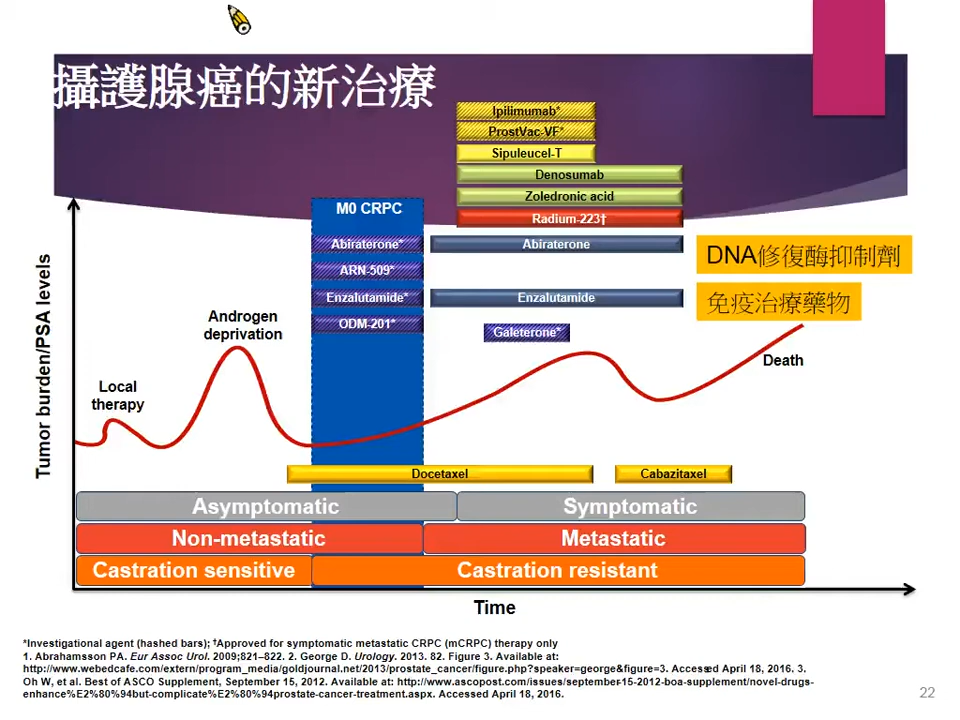 攝護腺癌的新治療
Ipilimumab*
ProstVac-VF*
Sipuleucel-T
Denosumab
Zoledronic acid
Radium-223†
M0 CRPC
Abiraterone*
Abiraterone
DNA修復酶抑制劑
ARN-509*
Enzalutamide*
Enzalutamide
免疫治療藥物
ODM-201*
Galeterone*
Tumor burden/PSA levels
Local
therapy
Androgen
deprivation
Death
Docetaxel
Cabazitaxel
Asymptomatic
Symptomatic
Non-metastatic
Metastatic
Castration sensitive
Castration resistant
Time
*Investigational agent (hashed bars); †Approved for symptomatic metastatic CRPC (mCRPC) therapy only
1. Abrahamsson PA. Eur Assoc Urol. 2009;821–822. 2. George D. Urology. 2013. 82. Figure 3. Available at:
http://www.webedcafe.com/extern/program_media/goldjournal.net/2013/prostate_cancer/figure.php?speaker=george&figure=3. Accessed April 18, 2016. 3.
Oh W, et al. Best of ASCO Supplement, September 15, 2012. Available at: http://www.ascopost.com/issues/september-15-2012-boa-supplement/novel-drugs-
enhance%E2%80%94but-complicate%E2%80%94prostate-cancer-treatment.aspx. Accessed April 18, 2016.
22